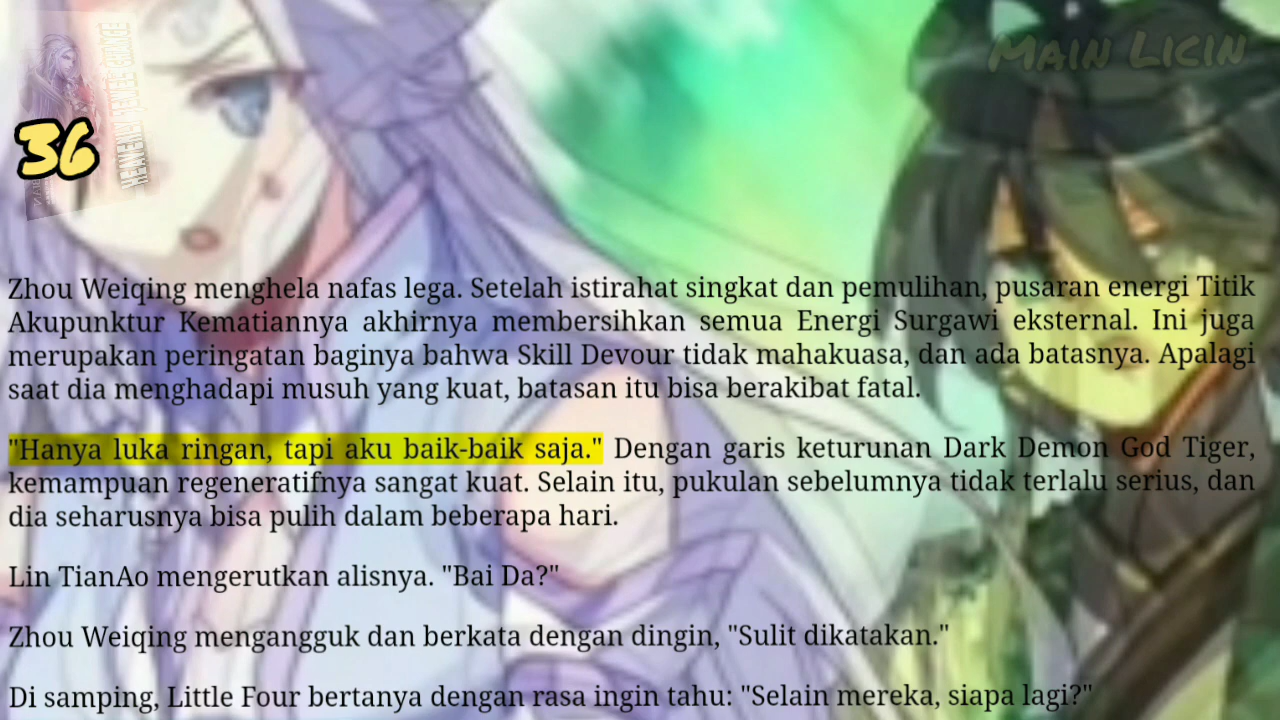 MAIN LICIN
36
HEAVENLY JEWEL CHANGE
Zhou Weiqing menghela nafas lega. Setelah istirahat singkat dan pemulihan, pusaran energi Titik
Akupunktur Kematiannya akhirnya membersihkan semua Energi Surgawi eksternal. Ini juga
merupakan peringatan baginya bahwa Skill Devour tidak mahakuasa, dan ada batasnya. Apalagi
saat dia menghadapi musuh yang kuat, batasan itu bisa berakibat fatal.
"Hanya luka ringan, tapi aku baik-baik saja." Dengan garis keturunan Dark Demon God Tiger,
kemampuan regeneratifnya sangat kuat. Selain itu, pukulan sebelumnya tidak terlalu serius, dan
dia seharusnya bisa pulih dalam beberapa hari.
Lin TianAo mengerutkan alisnya. "Bai Da?"
Zhou Weiqing mengangguk dan berkata dengan dingin, "Sulit dikatakan."
Di samping, Little Four bertanya dengan rasa ingin tahu: "Selain mereka, siapa lagi?"